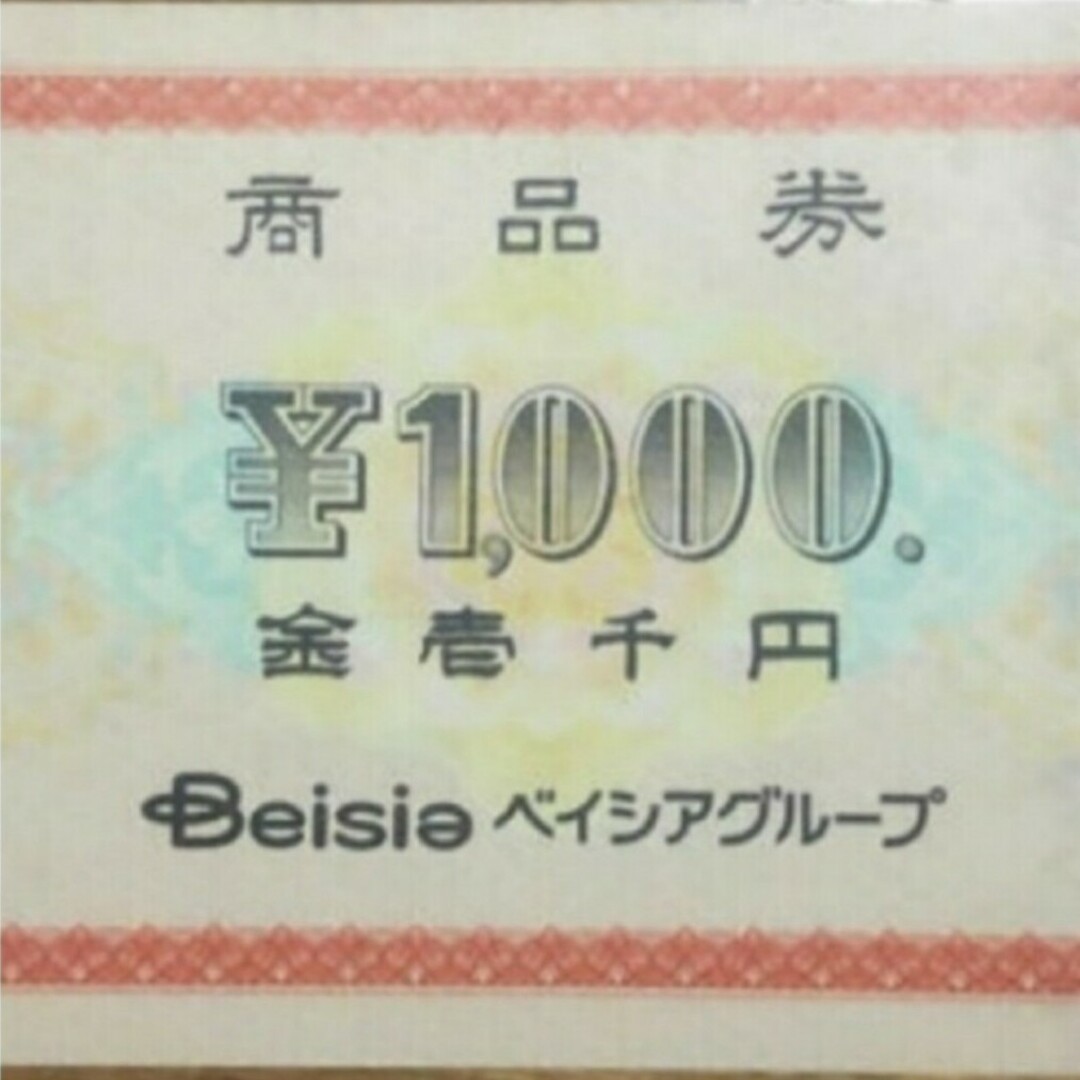 商品券
¥1,000.
金壱千円
Beisia ベイシアグループ